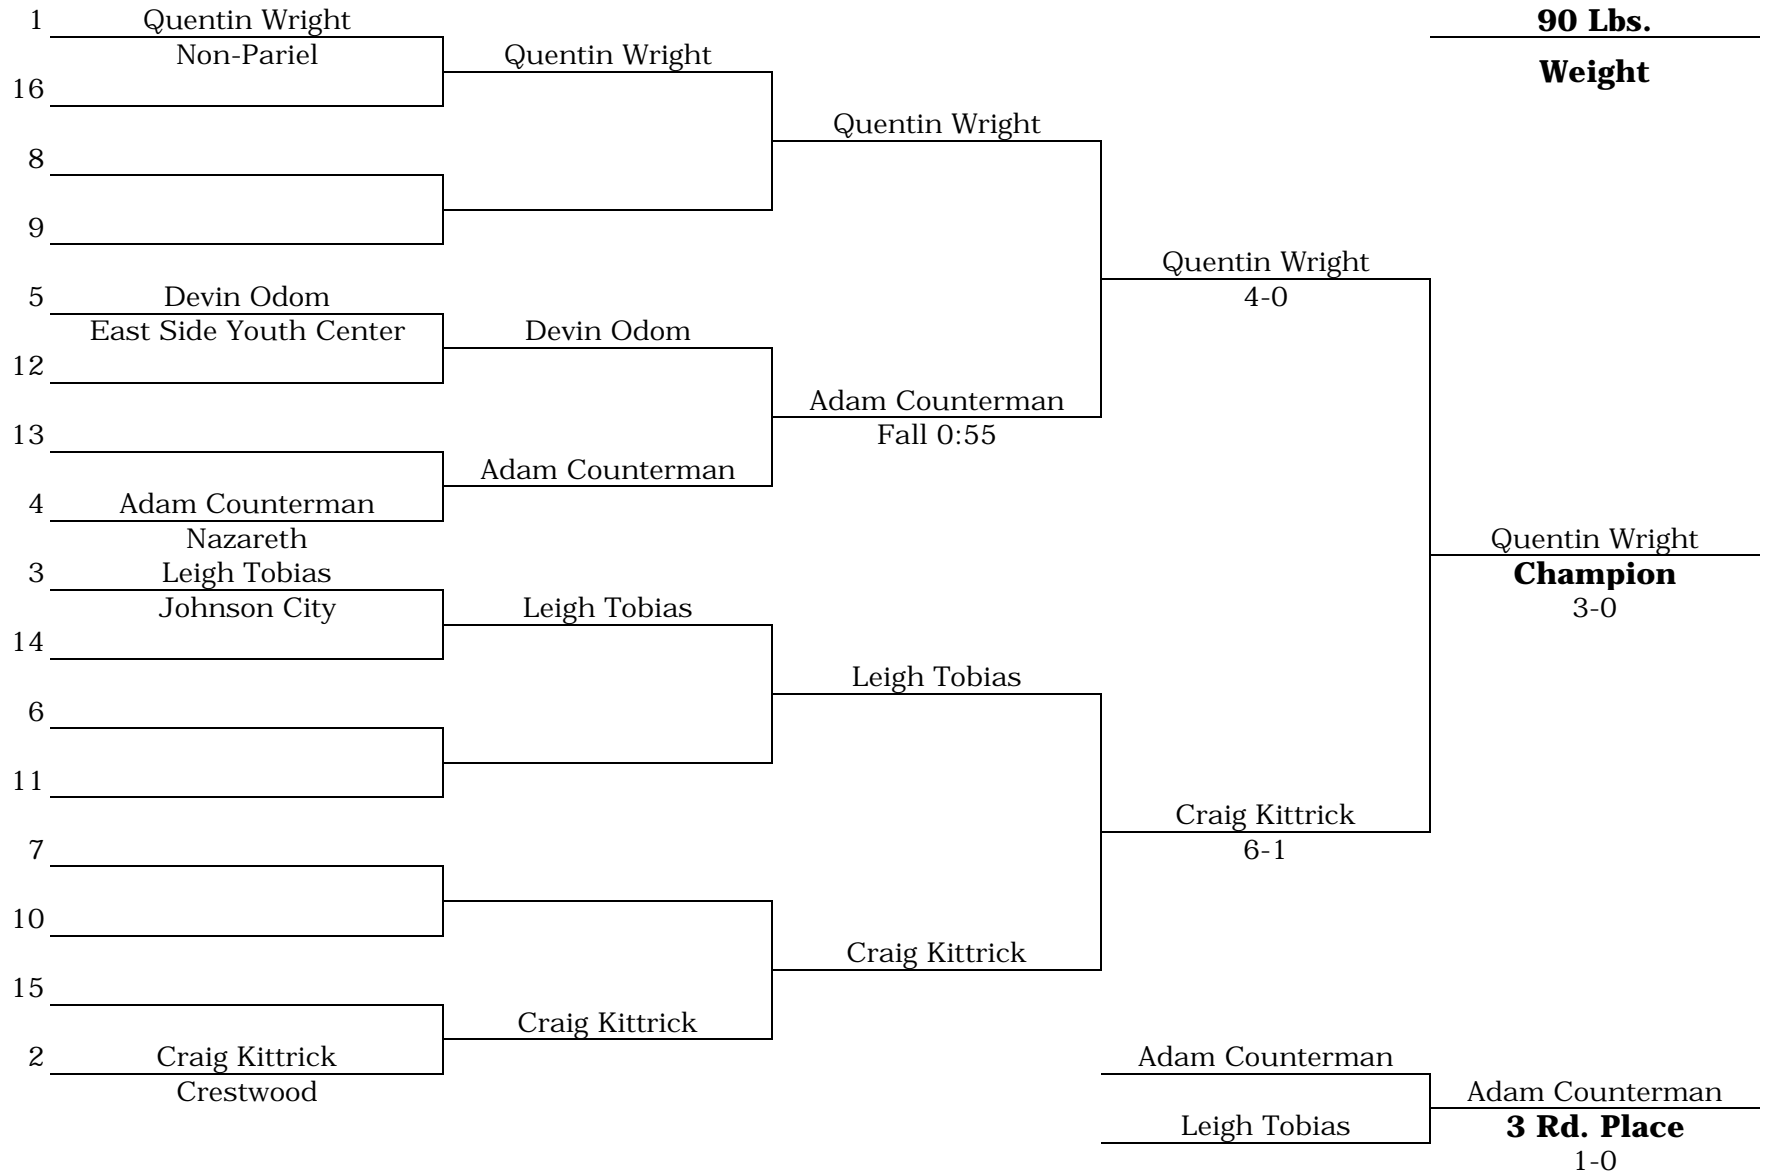 1 Quentin Wright
Non-Pariel
16
8
9
5 Devin Odom
East Side Youth Center
12
13
4 Adam Counterman
Nazareth
3 Leigh Tobias
Johnson City
14
6
11
7
10
15
2 Craig Kittrick
Crestwood
Quentin Wright
Devin Odom
Adam Counterman
Leigh Tobias
Craig Kittrick
Quentin Wright
Adam Counterman
Fall 0:55
Leigh Tobias
Craig Kittrick
Quentin Wright
4-0
Craig Kittrick
6-1
Adam Counterman
Leigh Tobias
90 Lbs.
Weight
Quentin Wright
Champion
3-0
Adam Counterman
3 Rd. Place
1-0